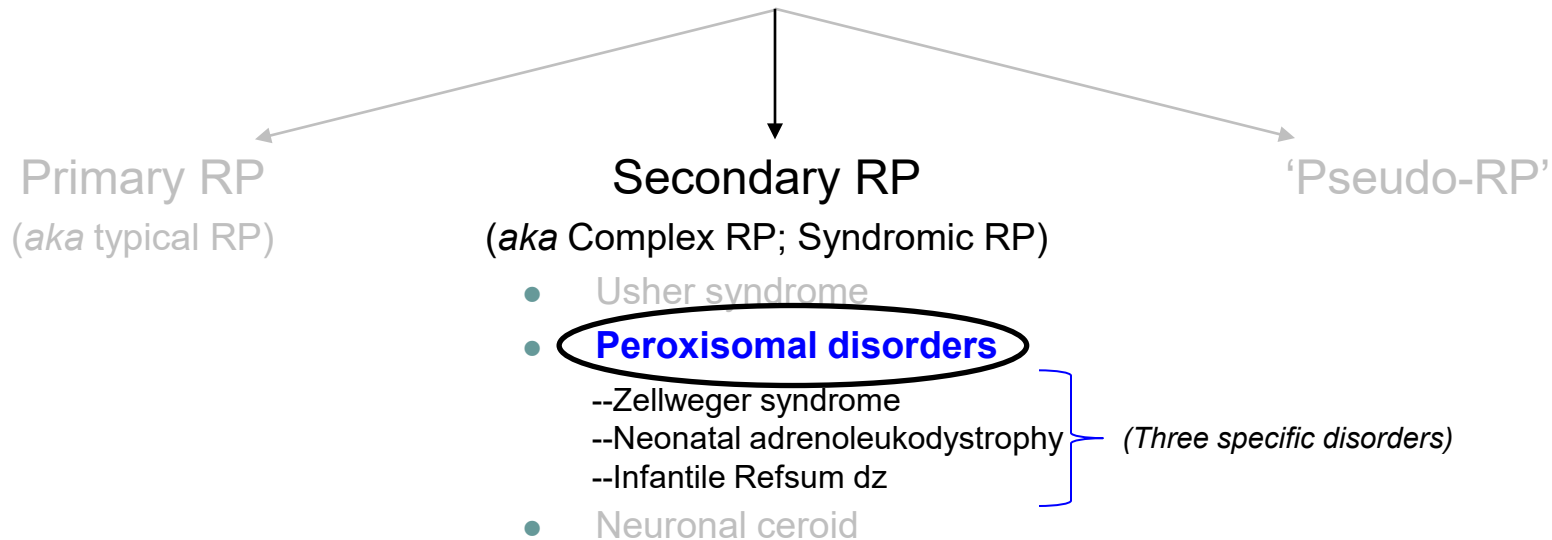 Primary RP
(aka typical RP)
Secondary RP
(aka Complex RP; Syndromic RP)
'Pseudo-RP'
● Usher syndrome
● Peroxisomal disorders
--Zellweger syndrome
--Neonatal adrenoleukodystrophy
--Infantile Refsum dz
(Three specific disorders)
● Neuronal ceroid